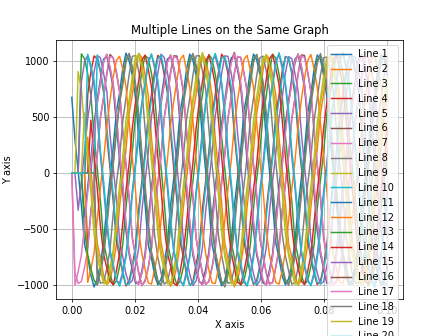 Multiple Lines on the Same Graph
1000
500
0
−500
−1000
Y axis
0.00
0.02
0.04
0.06
X axis
Line 1
Line 2
Line 3
Line 4
Line 5
Line 6
Line 7
Line 8
Line 9
Line 10
Line 11
Line 12
Line 13
Line 14
Line 15
Line 16
Line 17
Line 18
Line 19
Line 20